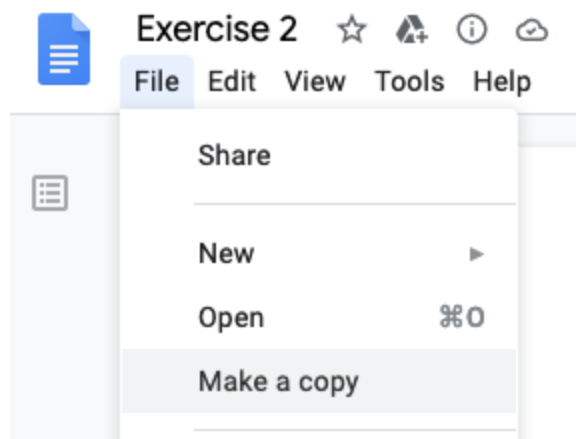 Exercise 2
File Edit View Tools Help
Share
New
Open ⌘O
Make a copy